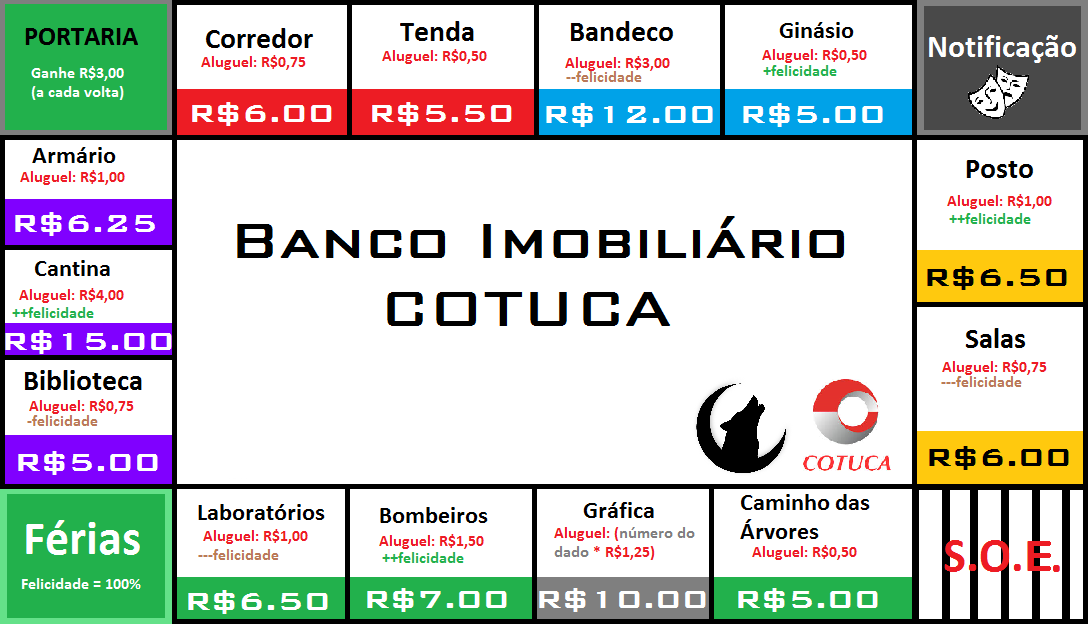 PORTARIA
Ganhe R$3,00
(a cada volta)
Corredor
Aluguel: R$0,75
R$6.00
Tenda
Aluguel: R$0,50
R$5.50
Bandeco
Aluguel: R$3,00
--felicidade
R$12.00
Ginásio
Aluguel: R$0,50
+felicidade
R$5.00
Notificação
Armário
Aluguel: R$1,00
R$6.25
Cantina
Aluguel: R$4,00
++felicidade
R$15.00
Biblioteca
Aluguel: R$0,75
-felicidade
R$5.00
Banco Imobiliário
COTUCA
COTUCA
Posto
Aluguel: R$1,00
++felicidade
R$6.50
Salas
Aluguel: R$0,75
---felicidade
R$6.00
Férias
Felicidade = 100%
Laboratórios
Aluguel: R$1,00
---felicidade
R$6.50
Bombeiros
Aluguel: R$1,50
++felicidade
R$7.00
Gráfica
Aluguel: (número do
dado * R$1,25)
R$10.00
Caminho das
Árvores
Aluguel: R$0,50
R$5.00
S.O.E.